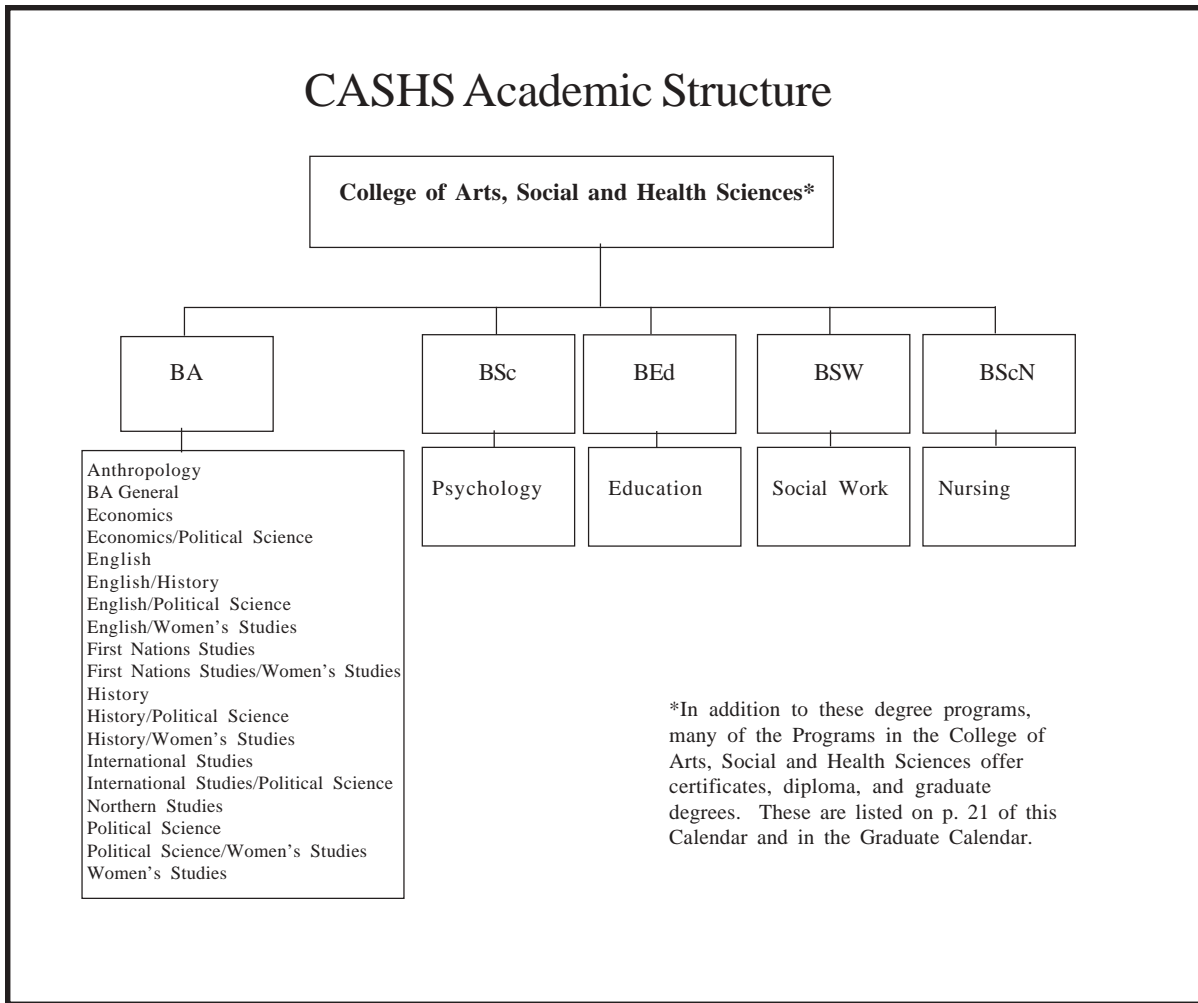 CASHS Academic Structure
College of Arts, Social and Health Sciences*
BA
BSc
BEd
BSW
BScN
Anthropology
BA General
Economics
Economics/Political Science
English
English/History
English/Political Science
English/Women's Studies
First Nations Studies
First Nations Studies/Women's Studies
History
History/Political Science
History/Women's Studies
International Studies
International Studies/Political Science
Northern Studies
Political Science
Political Science/Women's Studies
Women's Studies
Psychology
Education
Social Work
Nursing
*In addition to these degree programs,
many of the Programs in the College of
Arts, Social and Health Sciences offer
certificates, diploma, and graduate
degrees. These are listed on p. 21 of this
Calendar and in the Graduate Calendar.